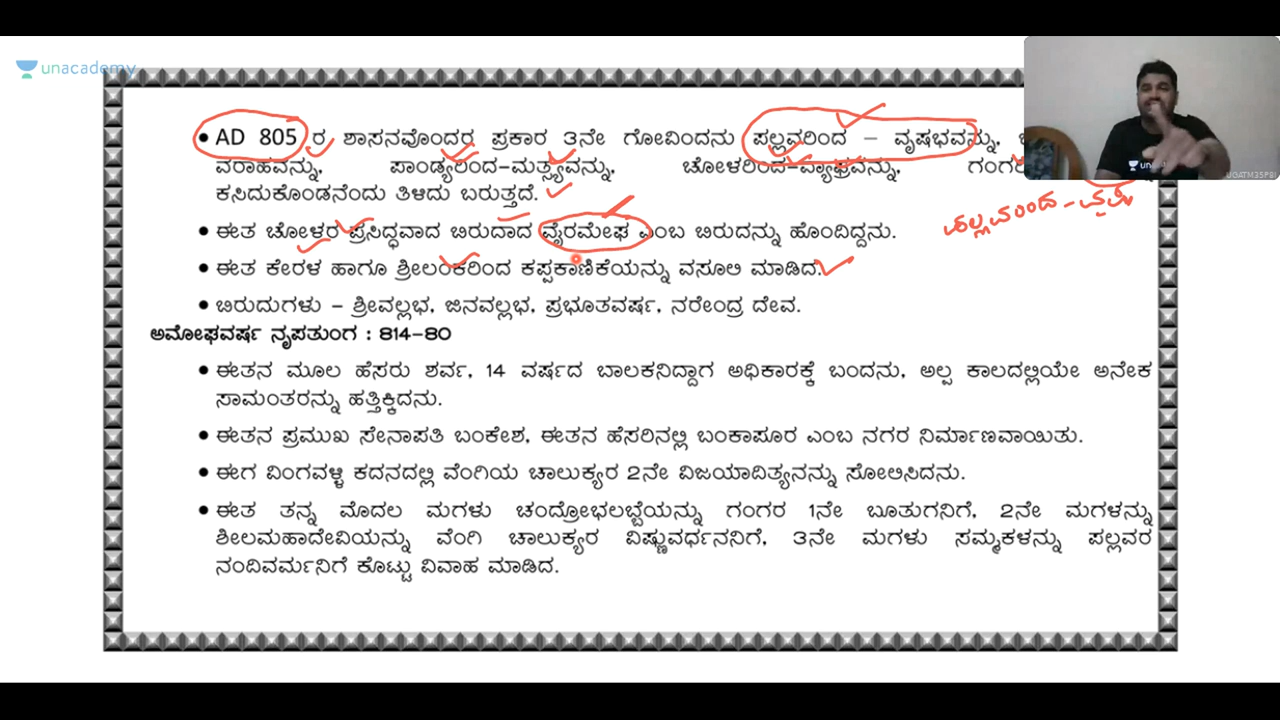 unacademy
• AD 805 ರ ಶಾಸನವೊಂದರ ಪ್ರಕಾರ 3ನೇ ಗೋವಿಂದನು ಪಲ್ಲವರಿಂದ – ವೃಷಭವನ್ನು,
ವರಾಹವನ್ನು, ಪಾಂಡ್ಯರಿಂದ-ಮತ್ಸ್ಯವನ್ನು, ಚೋಳರಿಂದ-ವ್ಯಾಘ್ರವನ್ನು,
ಕಸಿದುಕೊಂಡನೆಂದು ತಿಳಿದು ಬರುತ್ತದೆ.
ಪಲ್ಲವರಿಂದ -
• ಈತ ಚೋಳರ ಪ್ರಸಿದ್ಧವಾದ ಬಿರುದಾದ ವೈರಮೇಘ ಎಂಬ ಬಿರುದನ್ನು ಹೊಂದಿದ್ದನು.
• ಈತ ಕೇರಳ ಹಾಗೂ ಶ್ರೀಲಂಕರಿಂದ ಕಪ್ಪಕಾಣಿಕೆಯನ್ನು ವಸೂಲಿ ಮಾಡಿದ.
• ಬಿರುದುಗಳು – ಶ್ರೀವಲ್ಲಭ, ಜಿನವಲ್ಲಭ, ಪ್ರಭೂತವರ್ಷ, ನರೇಂದ್ರ ದೇವ.
ಅಮೋಘವರ್ಷ ನೃಪತುಂಗ : 814–80
• ಈತನ ಮೂಲ ಹೆಸರು ಶರ್ವ, 14 ವರ್ಷದ ಬಾಲಕನಿದ್ದಾಗ ಅಧಿಕಾರಕ್ಕೆ ಬಂದನು, ಅಲ್ಪ ಕಾಲದಲ್ಲಿಯೇ ಅನೇಕ
ಸಾಮಂತರನ್ನು ಹತ್ತಿಕ್ಕಿದನು.
• ಈತನ ಪ್ರಮುಖ ಸೇನಾಪತಿ ಬಂಕೇಶ, ಈತನ ಹೆಸರಿನಲ್ಲಿ ಬಂಕಾಪೂರ ಎಂಬ ನಗರ ನಿರ್ಮಾಣವಾಯಿತು.
• ಈಗ ವಿಂಗವಳ್ಳಿ ಕದನದಲ್ಲಿ ವೆಂಗಿಯ ಚಾಲುಕ್ಯರ 2ನೇ ವಿಜಯಾದಿತ್ಯನನ್ನು ಸೋಲಿಸಿದನು.
• ಈತ ತನ್ನ ಮೊದಲ ಮಗಳು ಚಂದ್ರೋಭಲಬ್ಬೆಯನ್ನು ಗಂಗರ 1ನೇ ಬೂತುಗನಿಗೆ, 2ನೇ ಮಗಳನ್ನು
ಶೀಲಮಹಾದೇವಿಯನ್ನು ವೆಂಗಿ ಚಾಲುಕ್ಯರ ವಿಷ್ಣುವರ್ಧನನಿಗೆ, 3ನೇ ಮಗಳು ಸಮ್ಮಕಳನ್ನು ಪಲ್ಲವರ
ನಂದಿವರ್ಮನಿಗೆ ಕೊಟ್ಟು ವಿವಾಹ ಮಾಡಿದ.